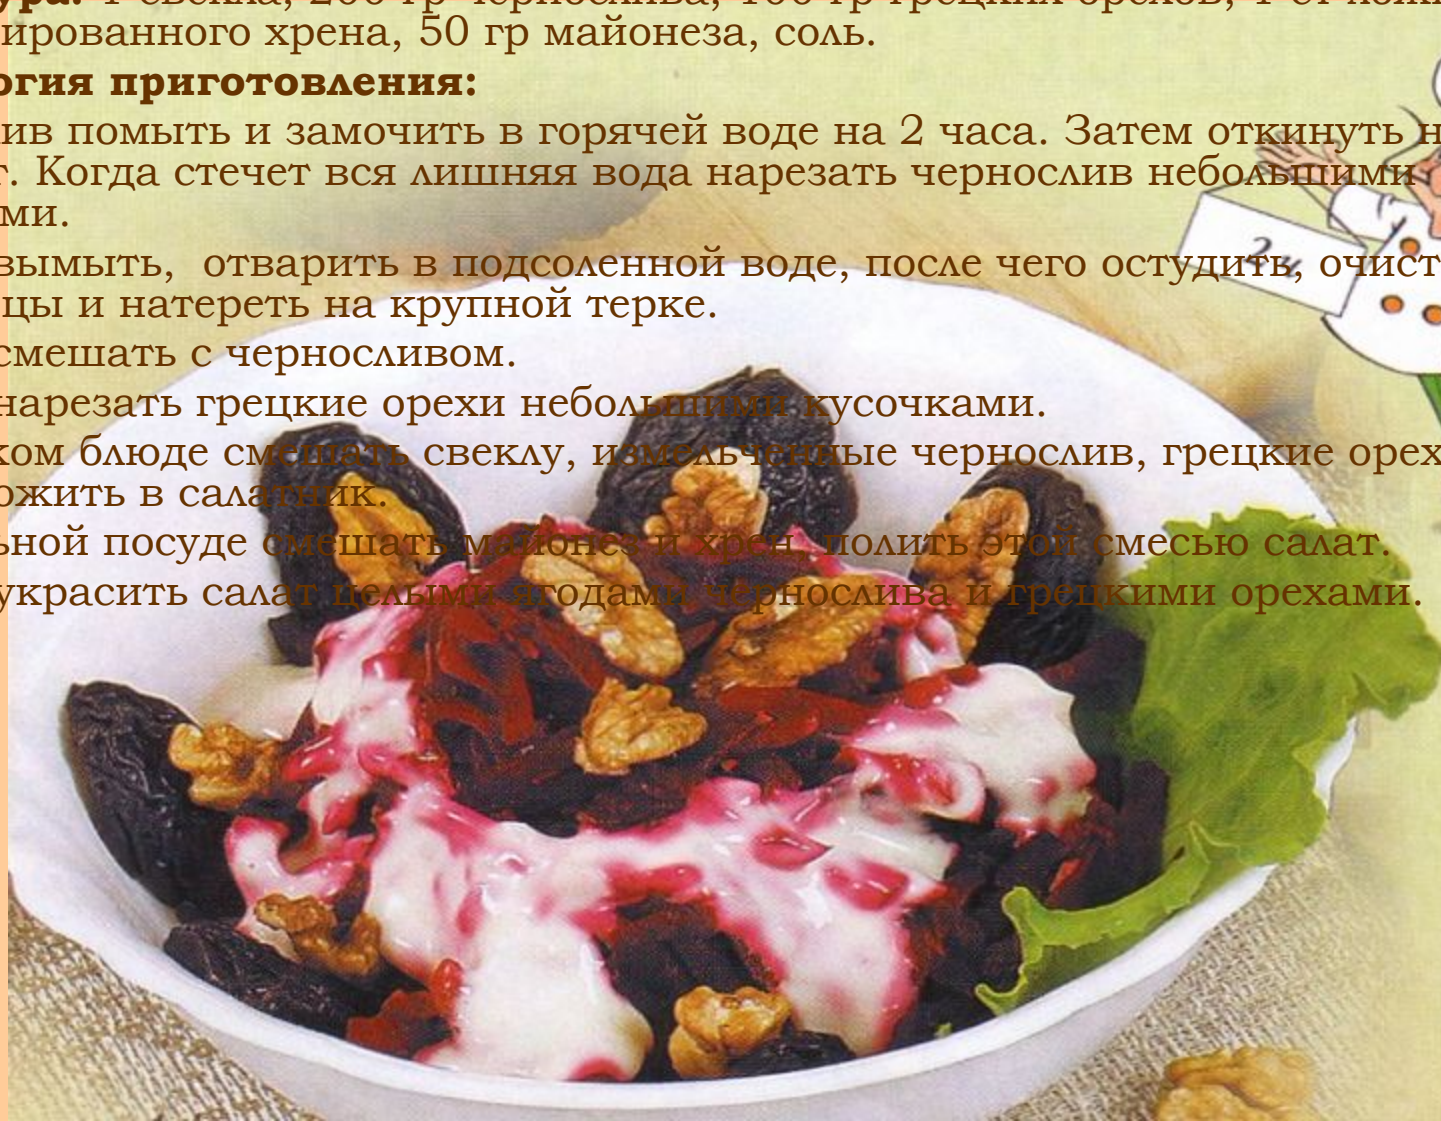 ура: 1 свекла, 200 гр чернослива, 100 гр грецких орехов, 1 ст
ированного хрена, 50 гр майонеза, соль.
огия приготовления:
ив помыть и замочить в горячей воде на 2 часа. Затем откинуть н
г. Когда стечет вся лишняя вода нарезать чернослив небольшими
ми.
вымыть, отварить в подсоленной воде, после чего остудить, очист
цы и натереть на крупной терке.
смешать с черносливом.
нарезать грецкие орехи небольшими кусочками.
ком блюде смешать свеклу, измельченные чернослив, грецкие орех
ожить в салатник.
ьной посуде смешать майонез и хрен, полить этой смесью салат.
украсить салат целыми ягодами чернослива и грецкими орехами.